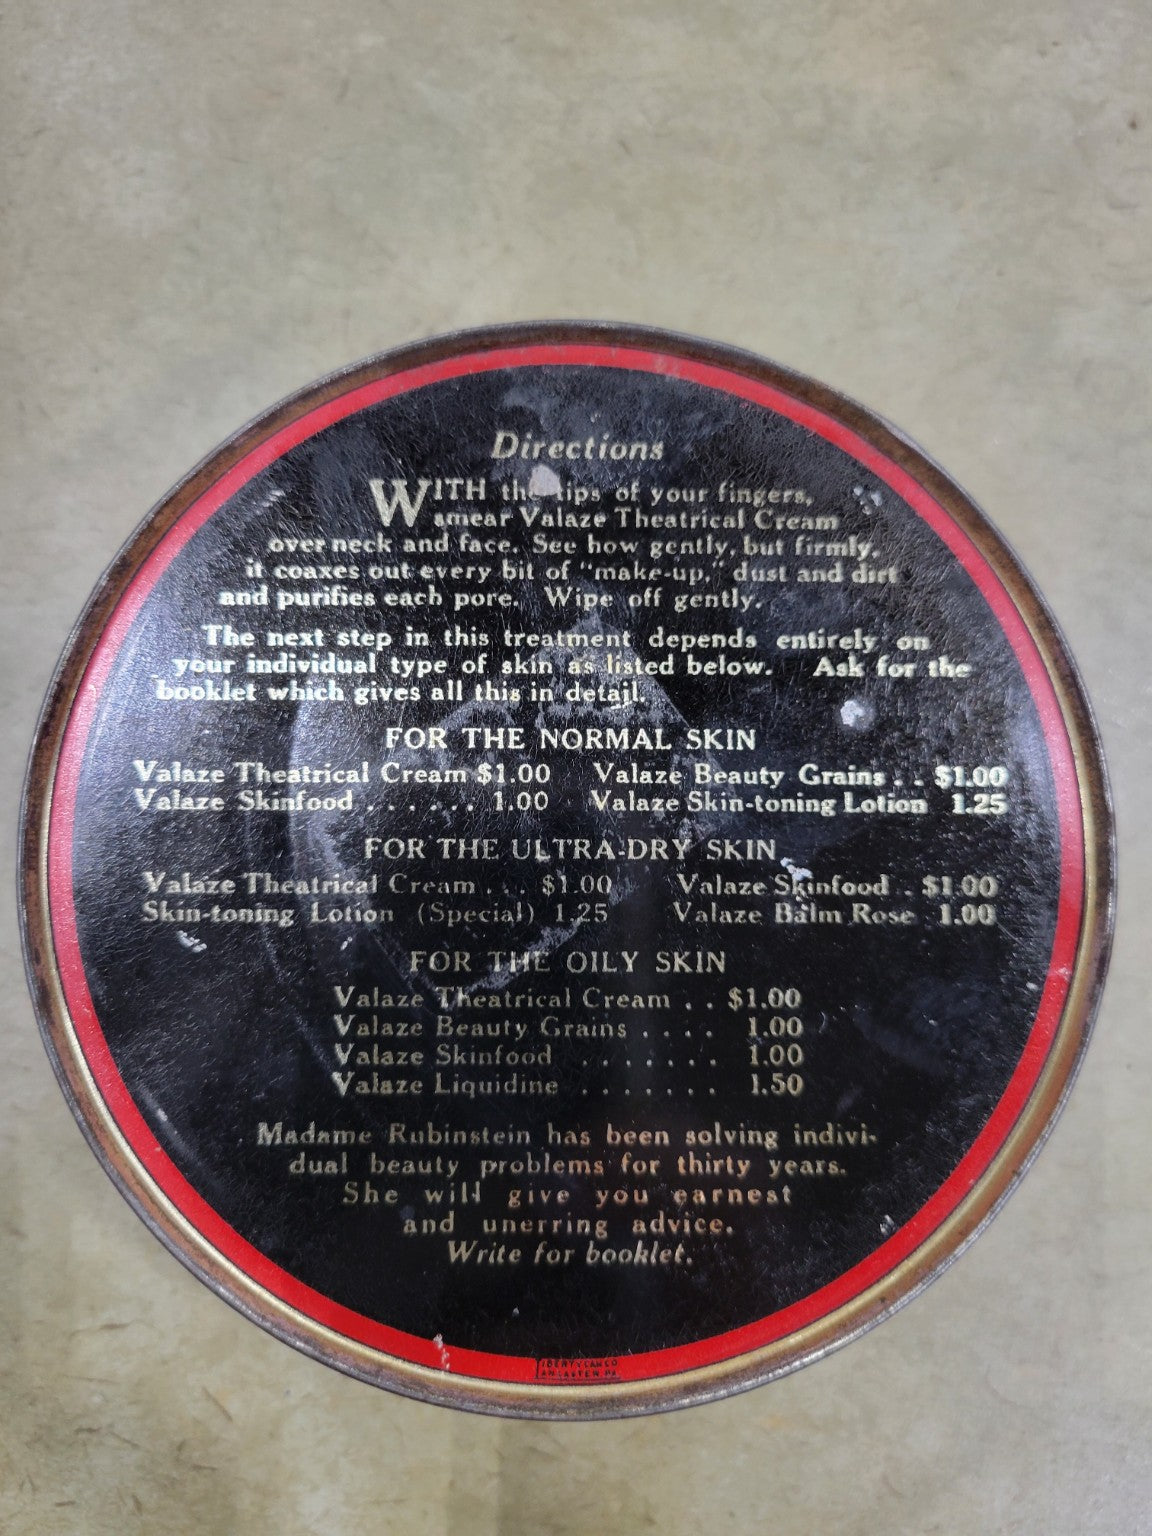 Directions
WITH the tips of your fingers,
smear Valaze Theatrical Cream
over neck and face. See how gently, but firmly,
it coaxes out every bit of "make-up," dust and dirt
and purifies each pore. Wipe off gently.
The next step in this treatment depends entirely on
your individual type of skin as listed below. Ask for the
booklet which gives all this in detail.
FOR THE NORMAL SKIN
Valaze Theatrical Cream $1.00 Valaze Beauty Grains . . $1.00
Valaze Skinfood . . . . . . 1.00 Valaze Skin-toning Lotion 1.25
FOR THE ULTRA-DRY SKIN
Valaze Theatrical Cream . . . $1.00 Valaze Skinfood . . $1.00
Skin-toning Lotion (Special) 1.25 Valaze Balm Rose 1.00
FOR THE OILY SKIN
Valaze Theatrical Cream . . $1.00
Valaze Beauty Grains . . . . 1.00
Valaze Skinfood . . . . . . . 1.00
Valaze Liquidine . . . . . . . 1.50
Madame Rubinstein has been solving indivi-
dual beauty problems for thirty years.
She will give you earnest
and unerring advice.
Write for booklet.